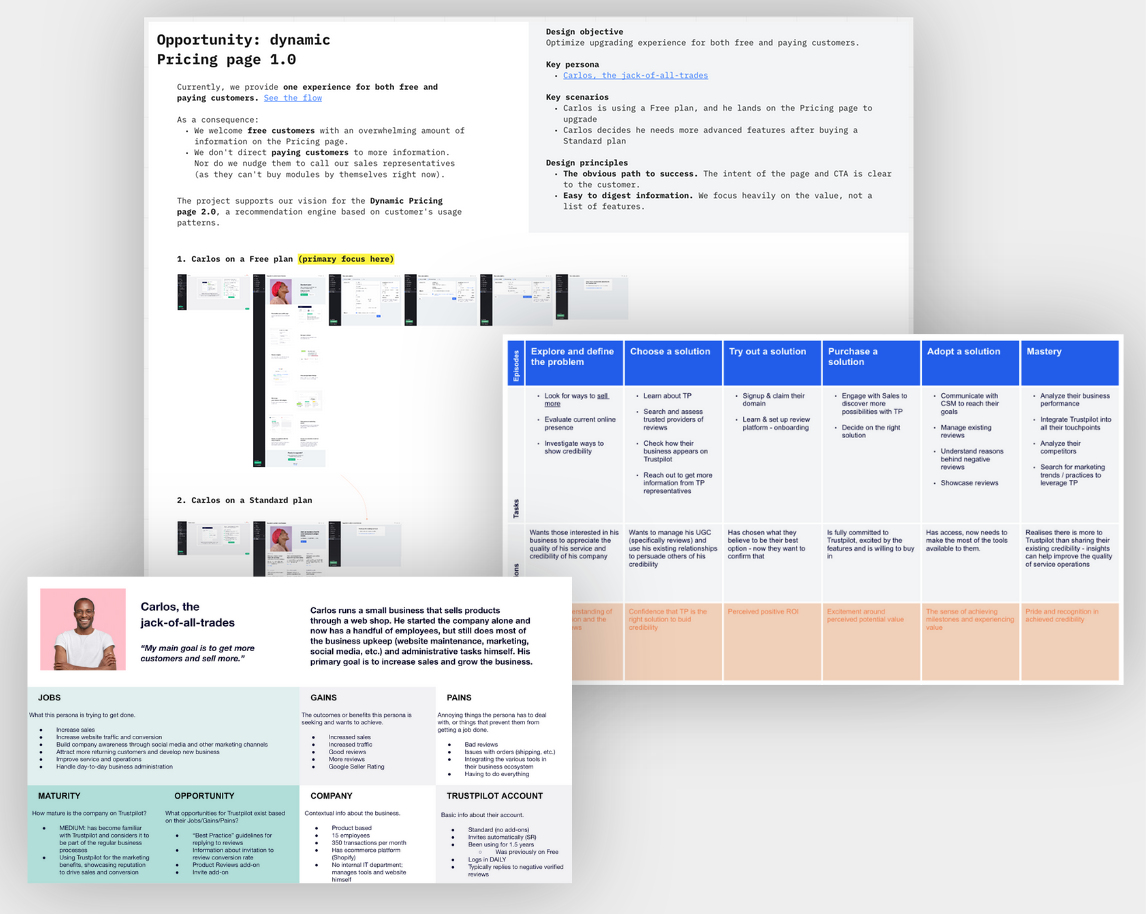 Opportunity: dynamic
Pricing page 1.0
Currently, we provide one experience for both free and
paying customers. See the flow
As a consequence:
• We welcome free customers with an overwhelming amount of
information on the Pricing page.
• We don't direct paying customers to more information.
Nor do we nudge them to call our sales representatives
(as they can't buy modules by themselves right now).
The project supports our vision for the Dynamic Pricing
page 2.0, a recommendation engine based on customer's usage
patterns.
Design objective
Optimize upgrading experience for both free and paying customers.
Key persona
• Carlos, the jack-of-all-trades
Key scenarios
• Carlos is using a Free plan, and he lands on the Pricing page to
upgrade
• Carlos decides he needs more advanced features after buying a
Standard plan
Design principles
• The obvious path to success. The intent of the page and CTA is clear
to the customer.
• Easy to digest information. We focus heavily on the value, not a
list of features.
1. Carlos on a Free plan (primary focus here)
2. Carlos on a Standard plan
Episodes
Explore and define
the problem
Choose a solution
Try out a solution
Purchase a
solution
Adopt a solution
Mastery
Tasks
• Look for ways to sell
more
• Evaluate current online
presence
• Investigate ways to
show credibility
• Learn about TP
• Search and assess
trusted providers of
reviews
• Check how their
business appears on
Trustpilot
• Reach out to get more
information from TP
representatives
• Signup & claim their
domain
• Learn & set up review
platform - onboarding
• Engage with Sales to
discover more
possibilities with TP
• Decide on the right
solution
• Communicate with
CSM to reach their
goals
• Manage existing
reviews
• Understand reasons
behind negative
reviews
• Showcase reviews
• Analyze their business
performance
• Integrate Trustpilot into
all their touchpoints
• Analyze their
competitors
• Search for marketing
trends / practices to
leverage TP
ons
Wants those interested in his
business to appreciate the
quality of his service and
credibility of his company
Wants to manage his UGC
(specifically reviews) and
use his existing relationships
to persuade others of his
credibility
Has chosen what they
believe to be their best
option - now they want to
confirm that
Is fully committed to
Trustpilot, excited by the
features and is willing to buy
in
Has access, now needs to
make the most of the tools
available to them.
Realises there is more to
Trustpilot than sharing their
existing credibility - insights
can help improve the quality
of service operations
erstanding of
on and the
es
Confidence that TP is the
right solution to build
credibility
Perceived positive ROI
Excitement around
perceived potential value
The sense of achieving
milestones and experiencing
value
Pride and recognition in
achieved credibility
Carlos, the
jack-of-all-trades
"My main goal is to get more
customers and sell more."
Carlos runs a small business that sells products
through a web shop. He started the company alone and
now has a handful of employees, but still does most of
the business upkeep (website maintenance, marketing,
social media, etc.) and administrative tasks himself. His
primary goal is to increase sales and grow the business.
JOBS
What this persona is trying to get done.
● Increase sales
● Increase website traffic and conversion
● Build company awareness through social media and other marketing channels
● Attract more returning customers and develop new business
● Improve service and operations
● Handle day-to-day business administration
GAINS
The outcomes or benefits this persona is
seeking and wants to achieve.
● Increased sales
● Increased traffic
● Good reviews
● More reviews
● Google Seller Rating
PAINS
Annoying things the persona has to deal
with, or things that prevent them from
getting a job done.
● Bad reviews
● Issues with orders (shipping, etc.)
● Integrating the various tools in
their business ecosystem
● Having to do everything
MATURITY
How mature is the company on Trustpilot?
● MEDIUM: has become familiar
with Trustpilot and considers it to
be part of the regular business
processes
● Using Trustpilot for the marketing
benefits, showcasing reputation
to drive sales and conversion
OPPORTUNITY
What opportunities for Trustpilot exist based
on their Jobs/Gains/Pains?
● "Best Practice" guidelines for
replying to reviews
● Information about invitation to
review conversion rate
● Product Reviews add-on
● Invite add-on
COMPANY
Contextual info about the business.
● Product based
● 15 employees
● 350 transactions per month
● Has ecommerce platform
(Shopify)
● No internal IT department;
manages tools and website
himself
TRUSTPILOT ACCOUNT
Basic info about their account.
● Standard (no add-ons)
● Invites automatically (SR)
● Been using for 1.5 years
○ Was previously on Free
● Logs in DAILY
● Typically replies to negative verified
reviews